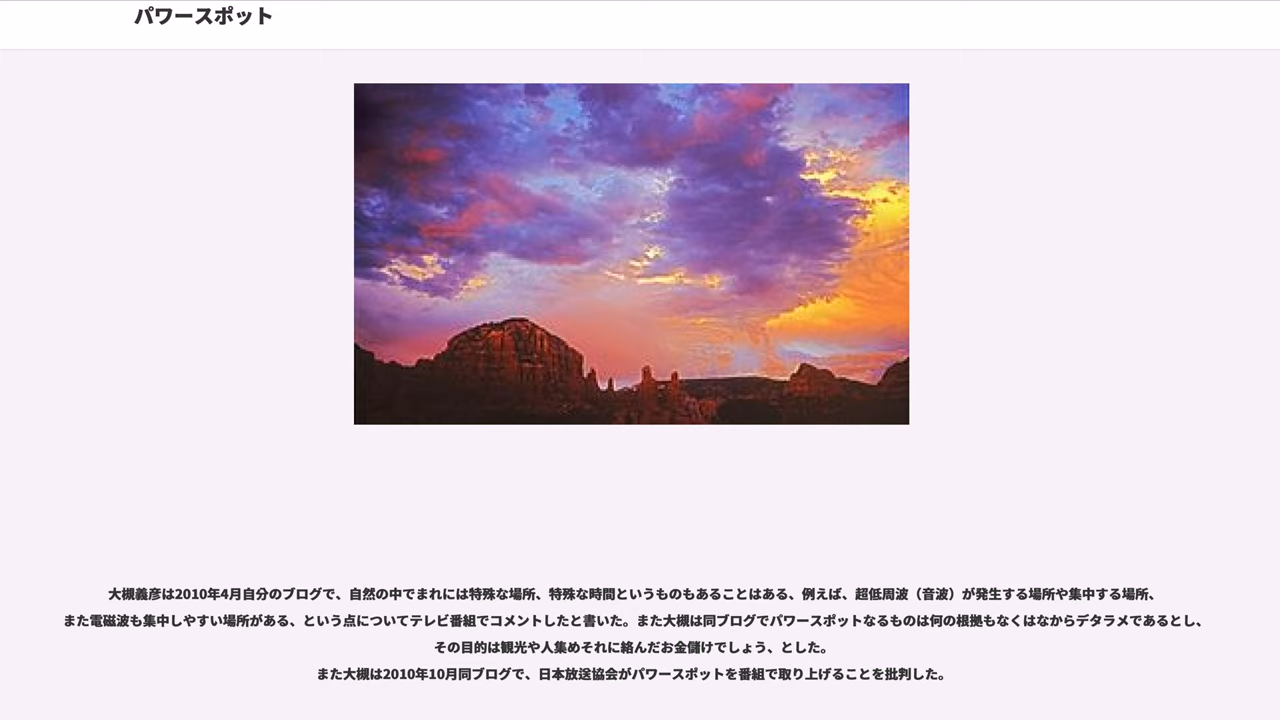 パワースポット
大槻義彦は2010年4月自分のブログで、自然の中でまれには特殊な場所、特殊な時間というものもあることはある、例えば、超低周波（音波）が発生する場所や集中する場所、
また電磁波も集中しやすい場所がある、という点についてテレビ番組でコメントしたと書いた。また大槻は同ブログでパワースポットなるものは何の根拠もなくはなからデタラメであるとし、
その目的は観光や人集めそれに絡んだお金儲けでしょう、とした。
また大槻は2010年10月同ブログで、日本放送協会がパワースポットを番組で取り上げることを批判した。